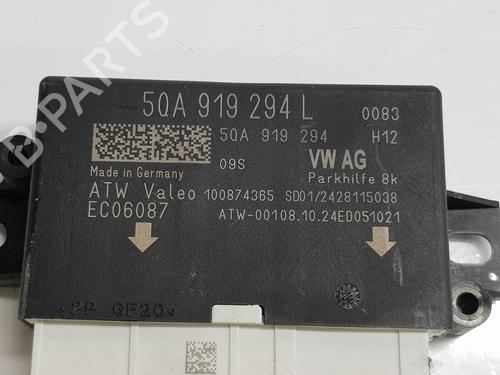 5QA 919 294 L 0083
5QA 919 294 H12
09S VW AG
Made in Germany Parkhilfe 8k
ATW Valeo 100874365 SD01/2428115038
EC06087 ATW-00108.10.24ED051021
>PP GF20<
B-PARTS